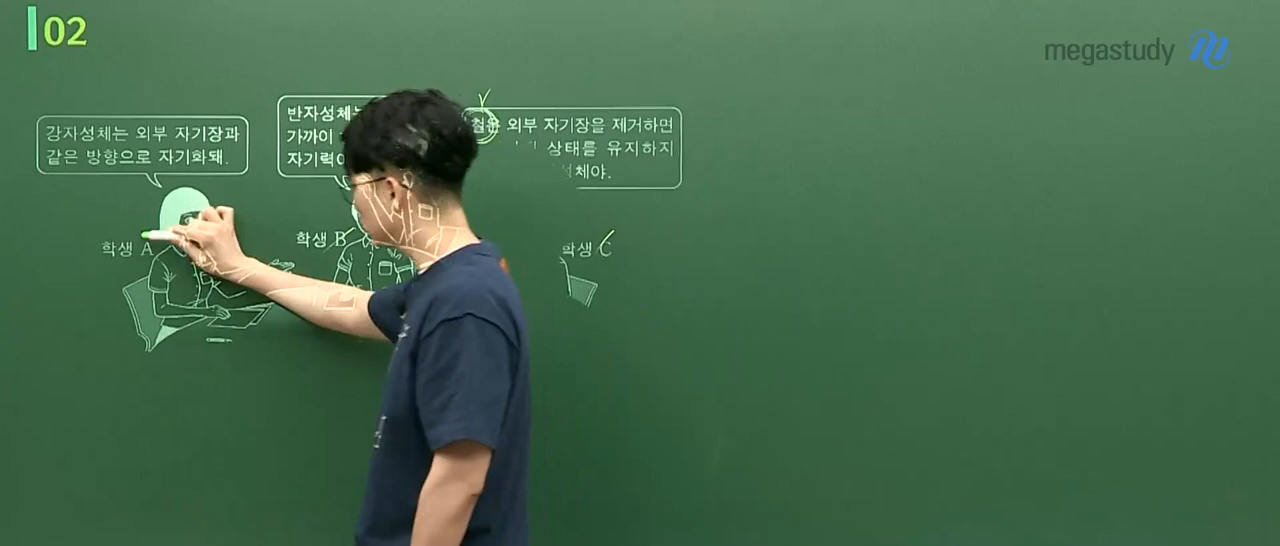 02
megastudy
강자성체는 외부 자기장과
같은 방향으로 자기화돼.
반자성체는
가까이
자기력이
철은 외부 자기장을 제거하면
상태를 유지하지
체야.
학생 A
학생 B
학생 C